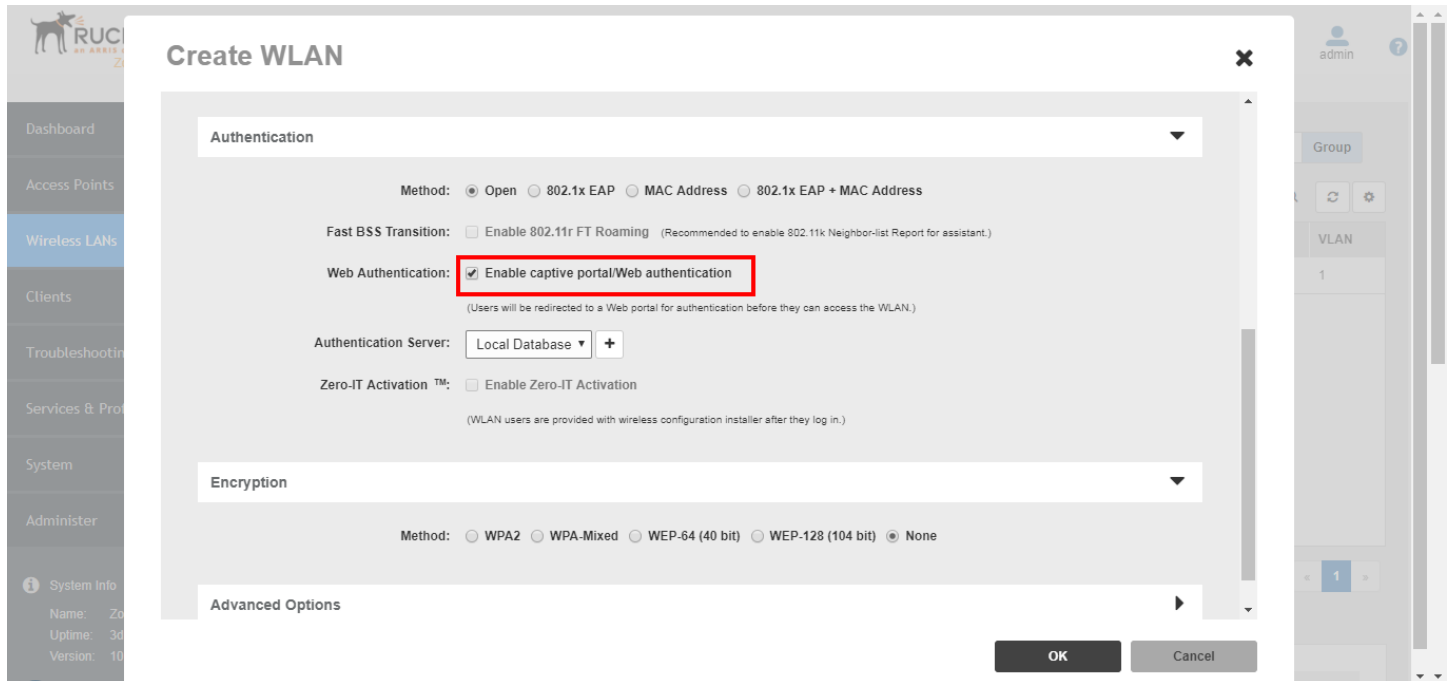 RUC
an ARRIS
Create WLAN
admin
Dashboard
Access Points
Wireless LANs
Clients
Troubleshootin
Services & Prof
System
Administer
System Info
Name: Zo
Uptime: 3d
Version: 10
Authentication
Method: Open 802.1x EAP MAC Address 802.1x EAP + MAC Address
Fast BSS Transition: Enable 802.11r FT Roaming (Recommended to enable 802.11k Neighbor-list Report for assistant.)
Web Authentication: Enable captive portal/Web authentication
(Users will be redirected to a Web portal for authentication before they can access the WLAN.)
Authentication Server: Local Database +
Zero-IT Activation ™: Enable Zero-IT Activation
(WLAN users are provided with wireless configuration installer after they log in.)
Encryption
Method: WPA2 WPA-Mixed WEP-64 (40 bit) WEP-128 (104 bit) None
Advanced Options
OK Cancel
Group
VLAN
1
« 1 »